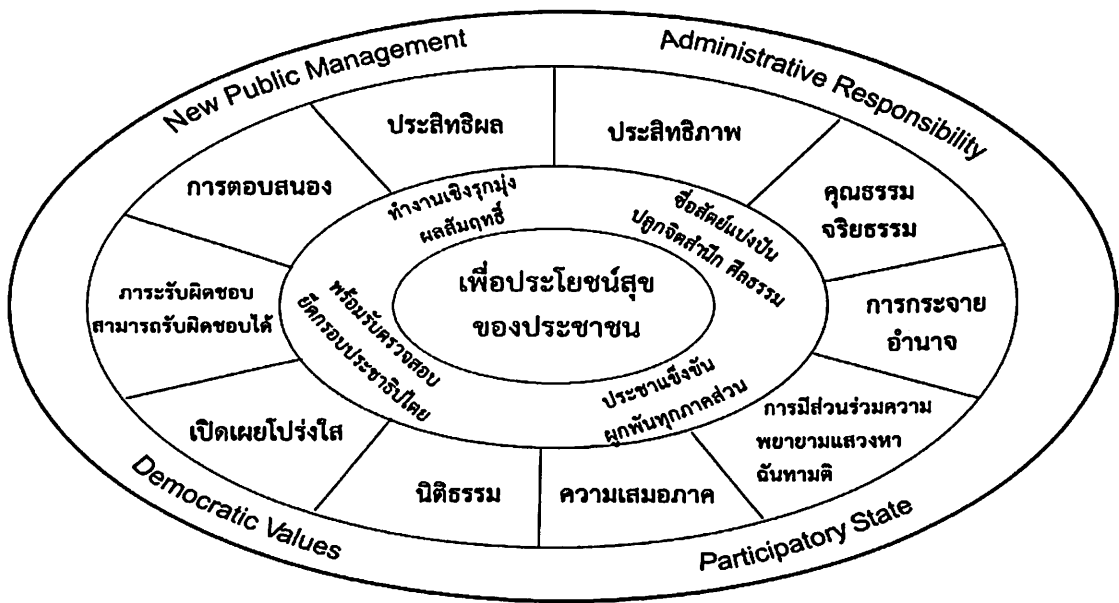 New Public Management
Administrative Responsibility
ประสิทธิผล
ประสิทธิภาพ
การตอบสนอง
คุณธรรม
จริยธรรม
ทำงานเชิงรุกมุ่ง
ผลสัมฤทธิ์
ซื่อสัตย์แบ่งปัน
ปลูกจิตสำนึก ศีลธรรม
เพื่อประโยชน์สุข
ของประชาชน
ภาระรับผิดชอบ
สามารถรับผิดชอบได้
การกระจาย
อำนาจ
พร้อมรับตรวจสอบ
ยึดกรอบประชาธิปไตย
ประชาแข็งขัน
ผูกพันทุกภาคส่วน
การมีส่วนร่วมความ
พยายามแสวงหา
ฉันทามติ
เปิดเผยโปร่งใส
นิติธรรม
ความเสมอภาค
Democratic Values
Participatory State